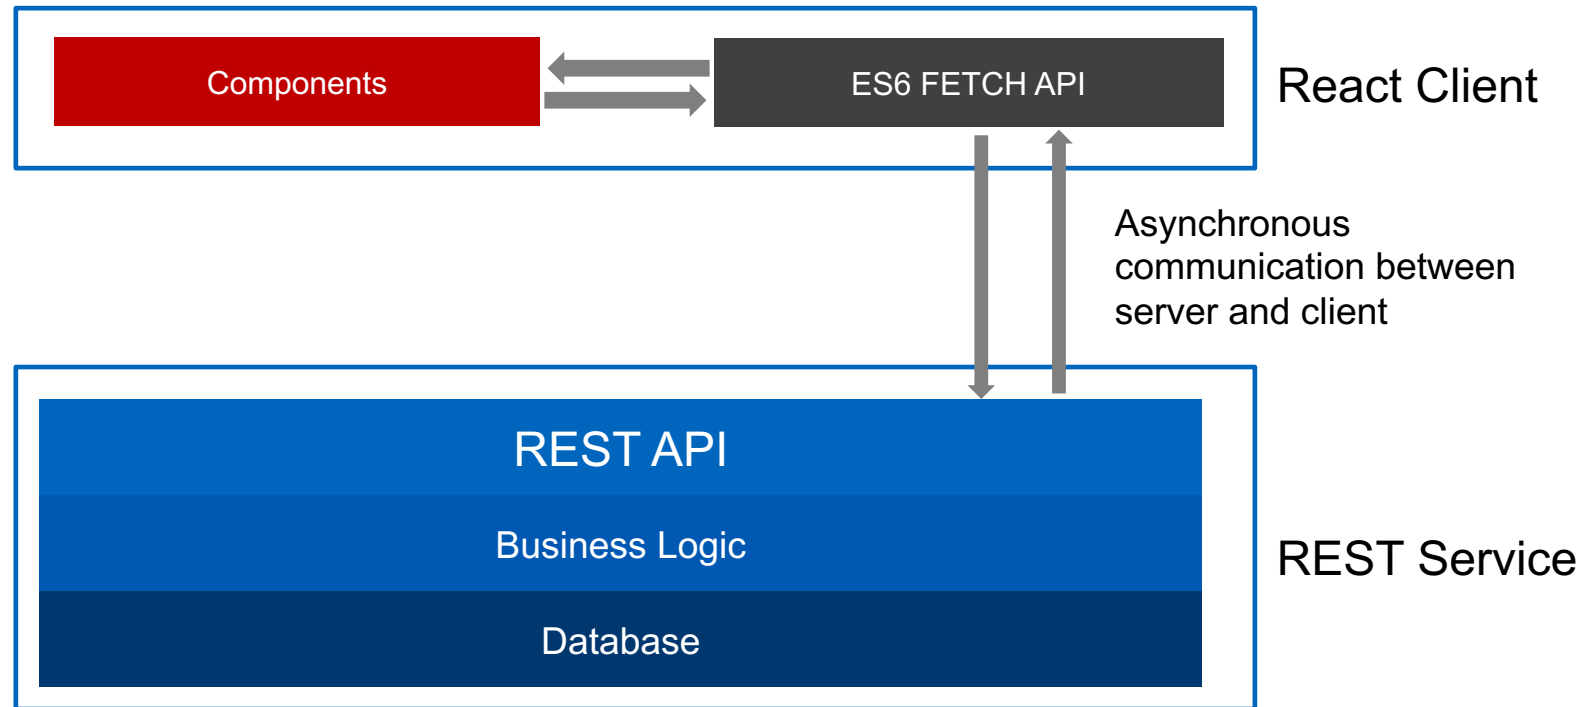 Components
ES6 FETCH API
React Client
Asynchronous
communication between
server and client
REST API
Business Logic
REST Service
Database